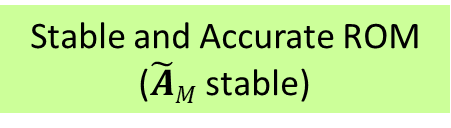 Stable and Accurate ROM
(𝑨̃_𝑀 stable)